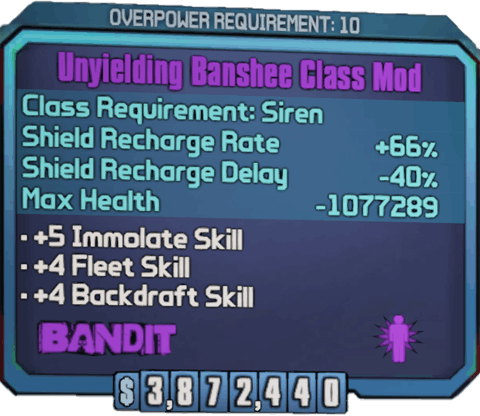 OVERPOWER REQUIREMENT: 10
Unyielding Banshee Class Mod
Class Requirement: Siren
Shield Recharge Rate +66%
Shield Recharge Delay -40%
Max Health -1077289
• +5 Immolate Skill
• +4 Fleet Skill
• +4 Backdraft Skill
BANDIT
$ 3,872,440